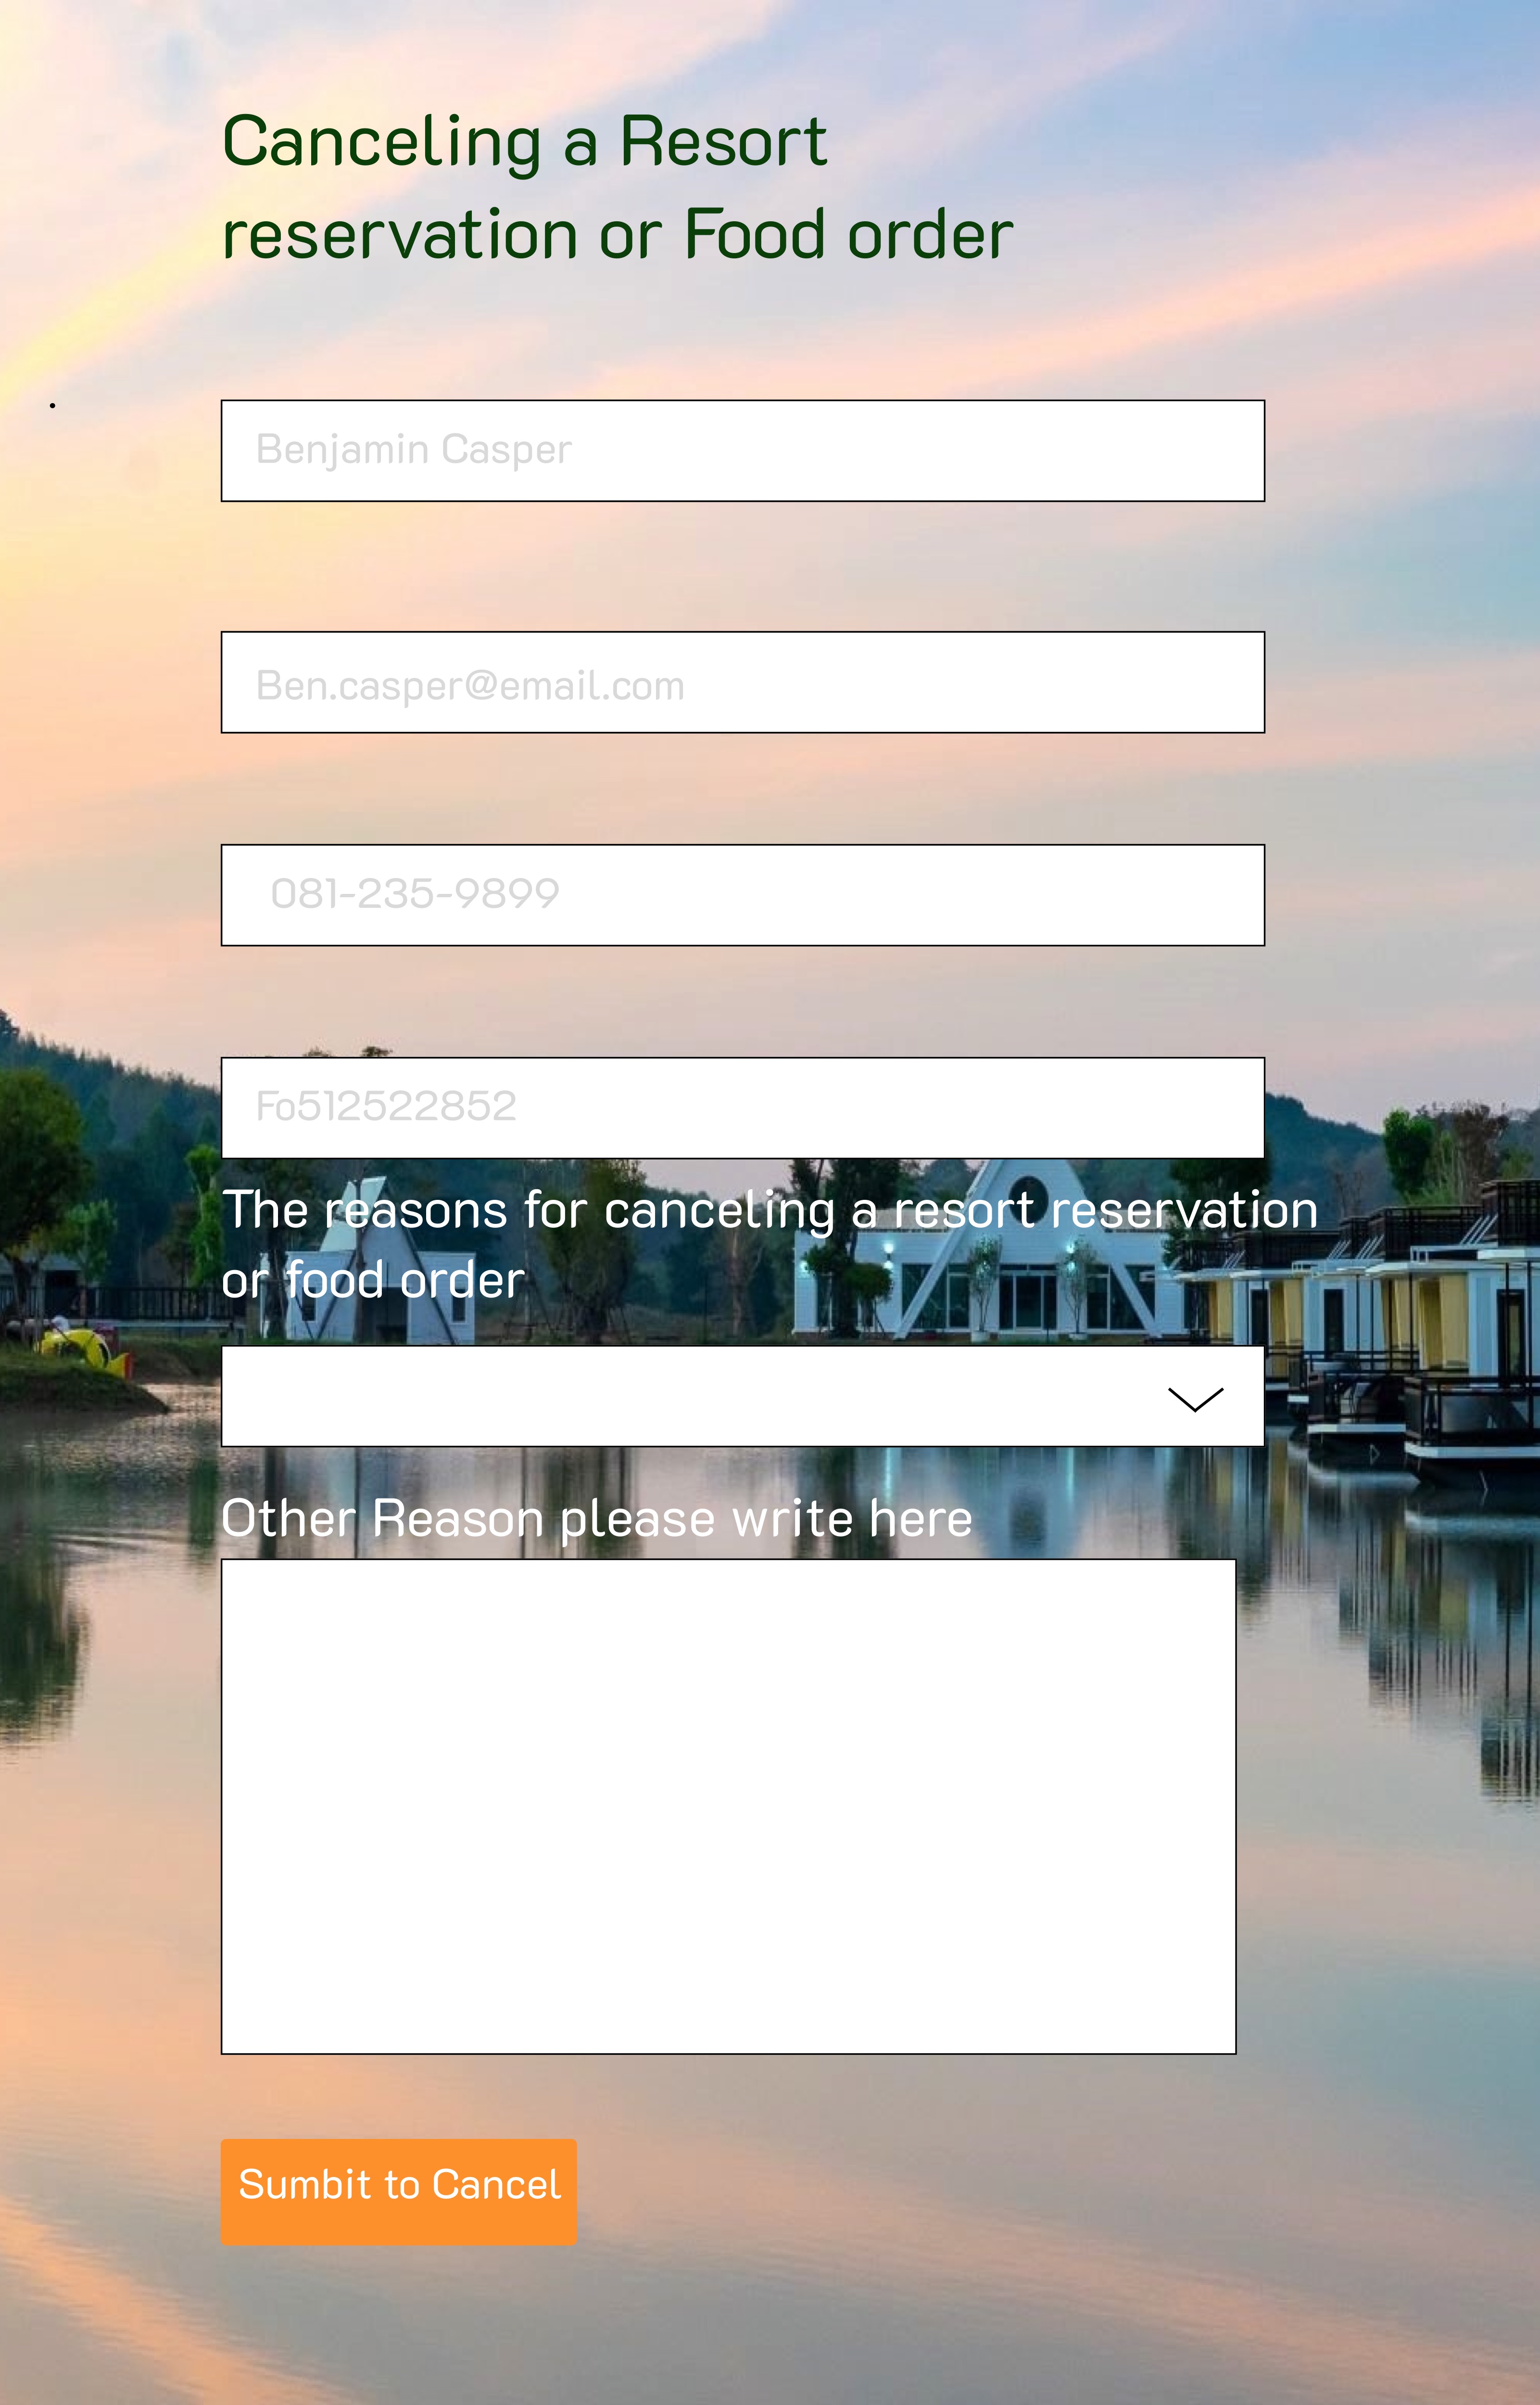 Canceling a Resort
reservation or Food order
Benjamin Casper
Ben.casper@email.com
081-235-9899
Fo512522852
The reasons for canceling a resort reservation
or food order
Other Reason please write here
Sumbit to Cancel